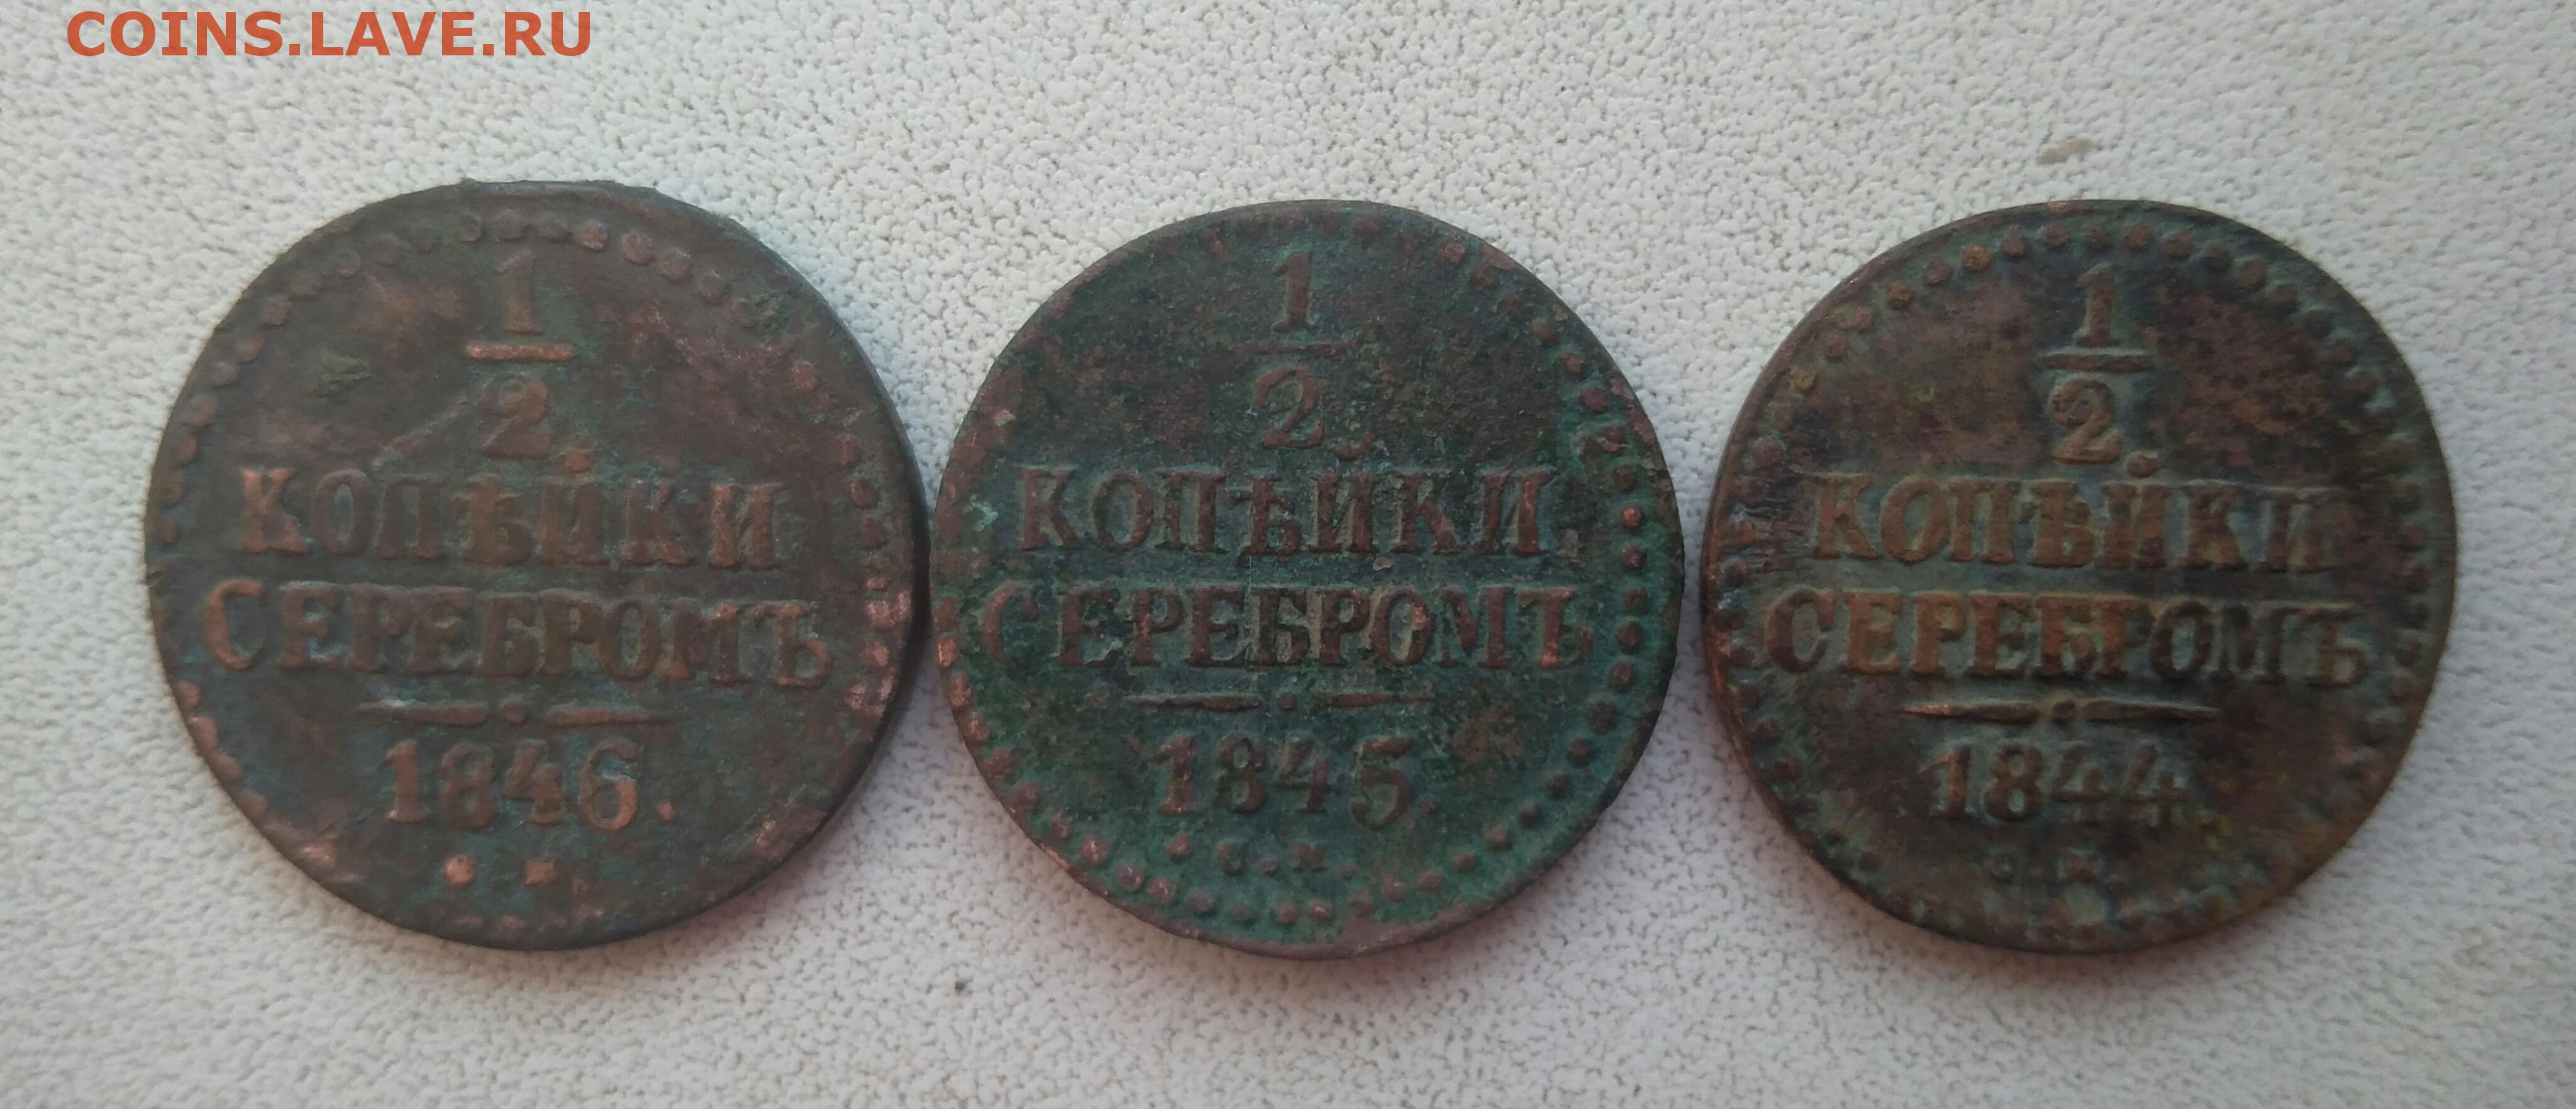 COINS.LAVE.RU
1
2.
КОПѢЙКИ
СЕРЕБРОМЪ
1846.
1
2.
КОПѢЙКИ
СЕРЕБРОМЪ
1845.
С.М.
1
2.
КОПѢЙКИ
СЕРЕБРОМЪ
1844.